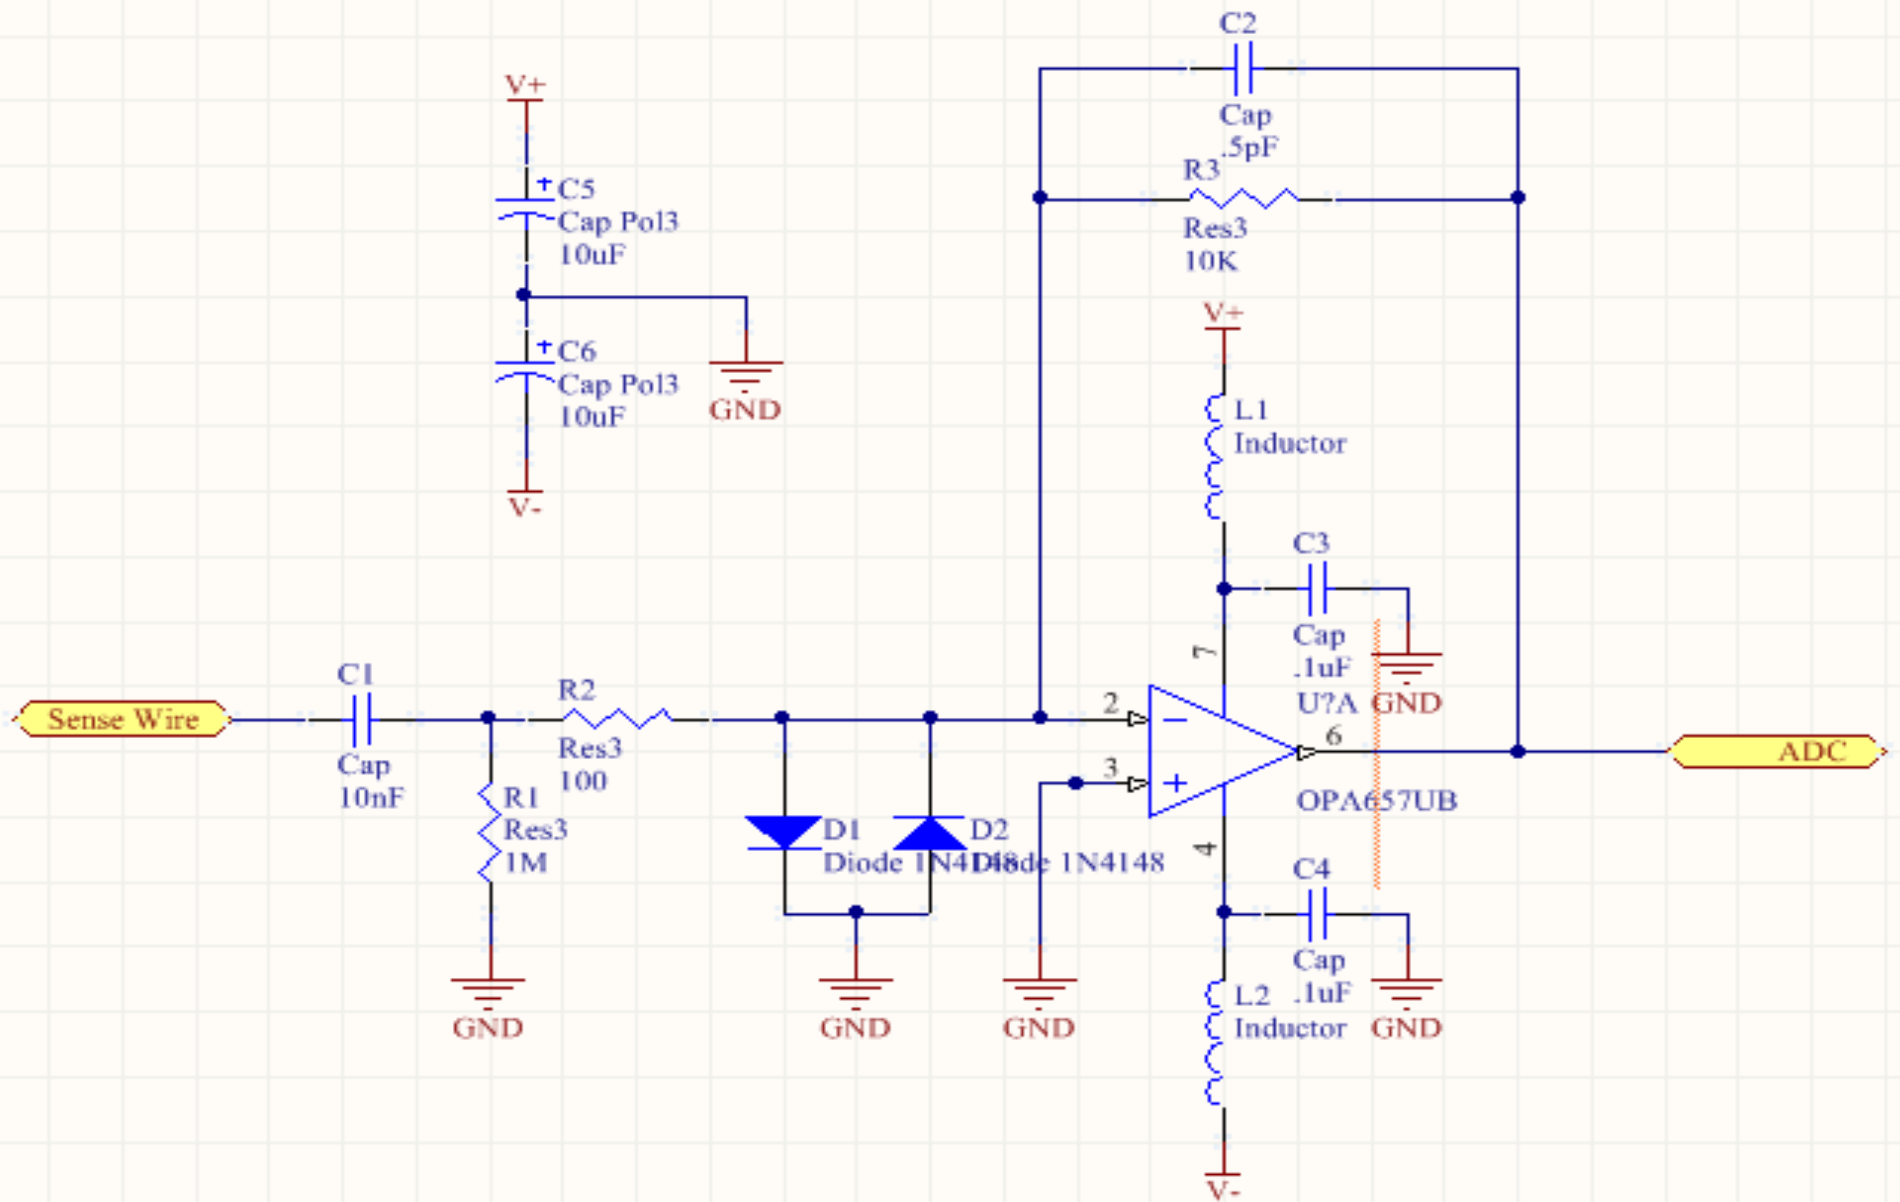 C2
Cap
.5pF
R3
Res3
10K
V+
+ C5
Cap Pol3
10uF
+ C6
Cap Pol3
10uF
GND
V-
V+
L1
Inductor
C3
Cap
.1uF
GND
7
U?A
2
3
6
4
OPA657UB
ADC
Sense Wire
C1
Cap
10nF
R2
Res3
100
R1
Res3
1M
D1
Diode 1N4148
D2
Diode 1N4148
C4
Cap
.1uF
GND
GND
GND
GND
L2
Inductor
V-